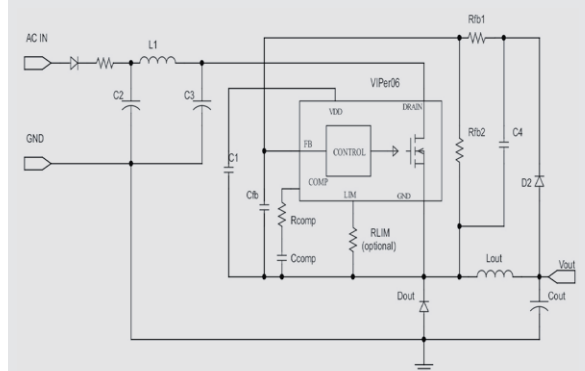 Rfb1
AC IN
L1
VIPer06
C2
C3
VDD
DRAIN
Rfb2
C4
GND
C1
FB
CONTROL
D2
COMP
Cfb
LIM
GND
Rcomp
RLIM
(optional)
Ccomp
Lout
Vout
Dout
Cout